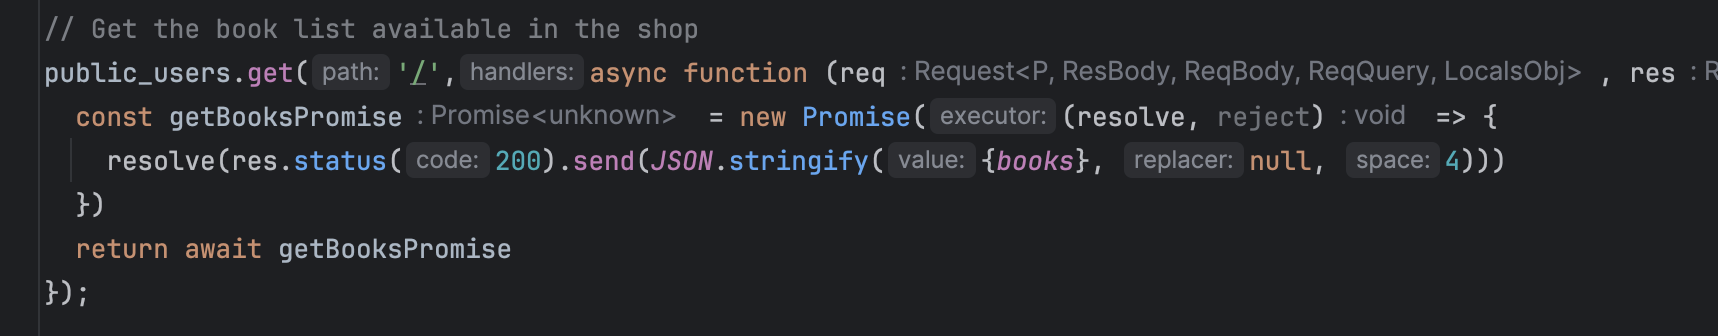 // Get the book list available in the shop
public_users.get( path: '/', handlers: async function (req : Request<P, ResBody, ReqBody, ReqQuery, LocalsObj> , res : R
const getBooksPromise : Promise<unknown> = new Promise( executor: (resolve, reject) : void => {
resolve(res.status( code: 200).send(JSON.stringify( value: {books}, replacer: null, space: 4)))
})
return await getBooksPromise
});